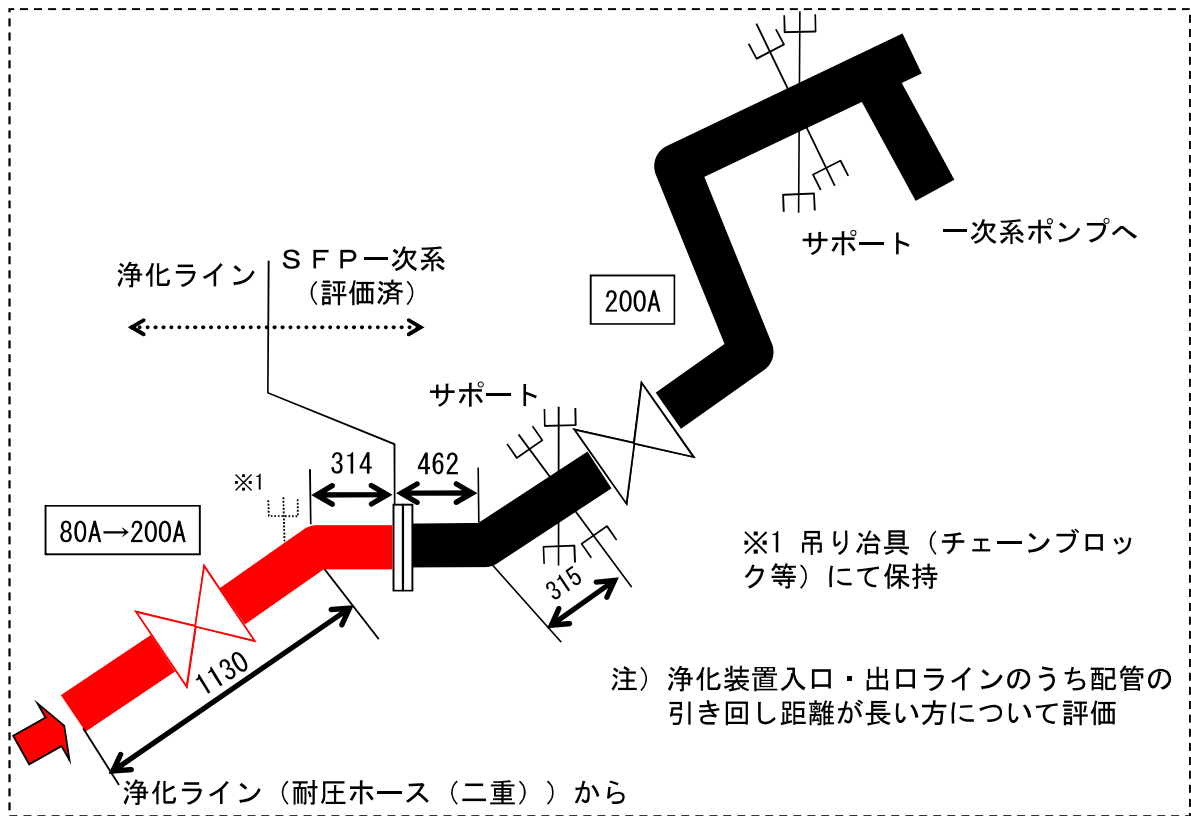 サポート
一次系ポンプへ
浄化ライン
ＳＦＰ一次系
（評価済）
200A
サポート
314
462
※1
80A→200A
※1 吊り冶具（チェーンブロッ
ク等）にて保持
315
1130
注）浄化装置入口・出口ラインのうち配管の
引き回し距離が長い方について評価
浄化ライン（耐圧ホース（二重））から